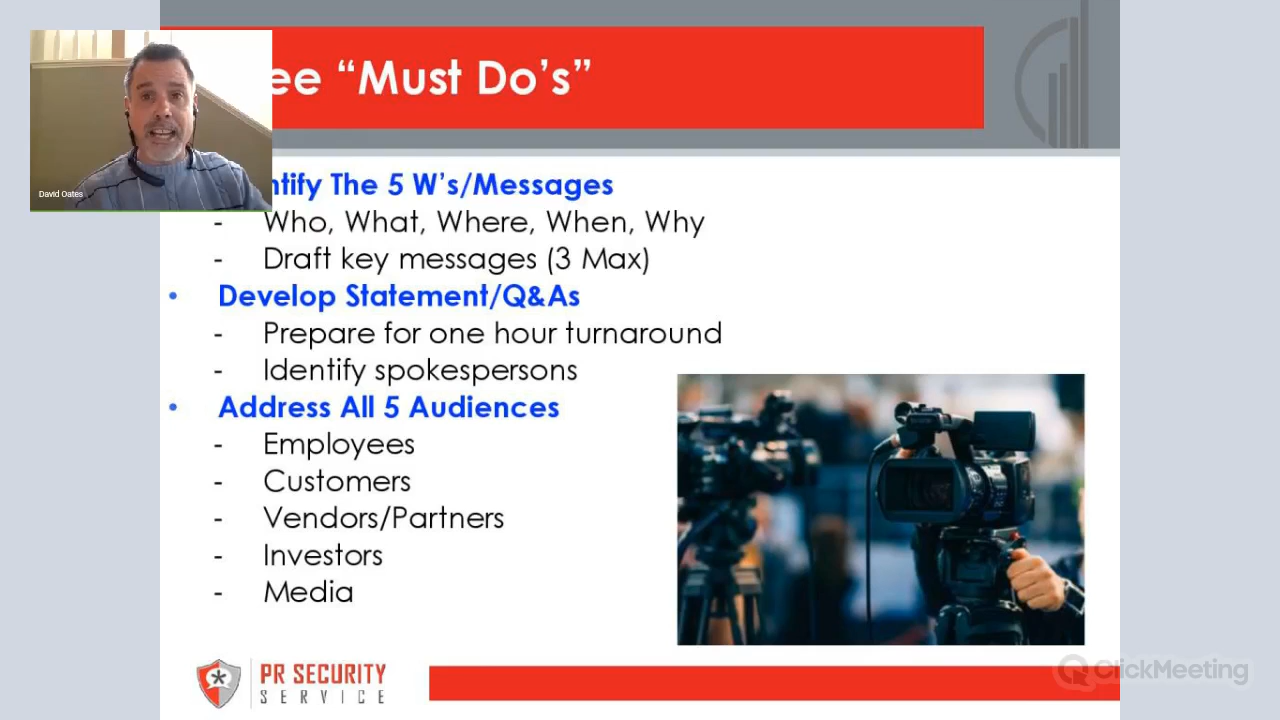 ee “Must Do’s”
David Oates
ntify The 5 W’s/Messages
- Who, What, Where, When, Why
- Draft key messages (3 Max)
• Develop Statement/Q&As
- Prepare for one hour turnaround
- Identify spokespersons
• Address All 5 Audiences
- Employees
- Customers
- Vendors/Partners
- Investors
- Media
PR SECURITY
SERVICE
ClickMeeting